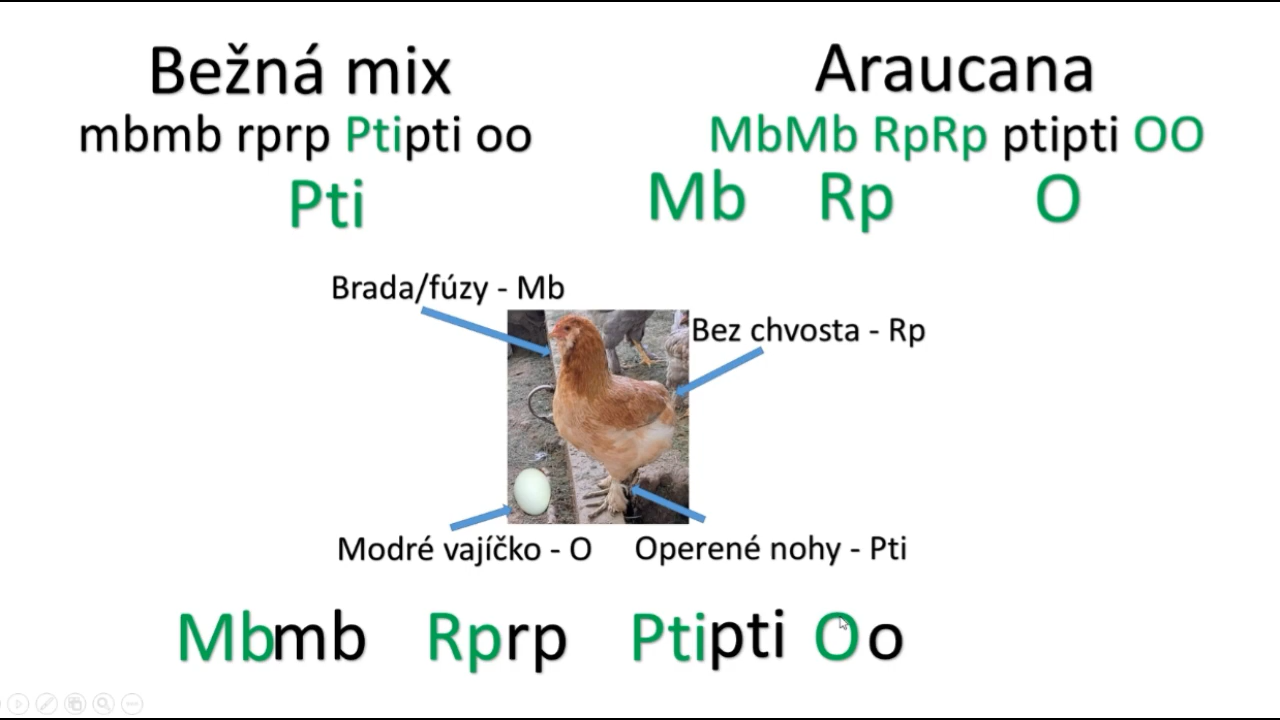 Bežná mix
mbmb rprp Ptipti oo
Pti
Araucana
MbMb RpRp ptipti OO
Mb Rp O
Brada/fúzy - Mb
Bez chvosta - Rp
Modré vajíčko - O
Operené nohy - Pti
Mbmb Rprp Ptipti Oo